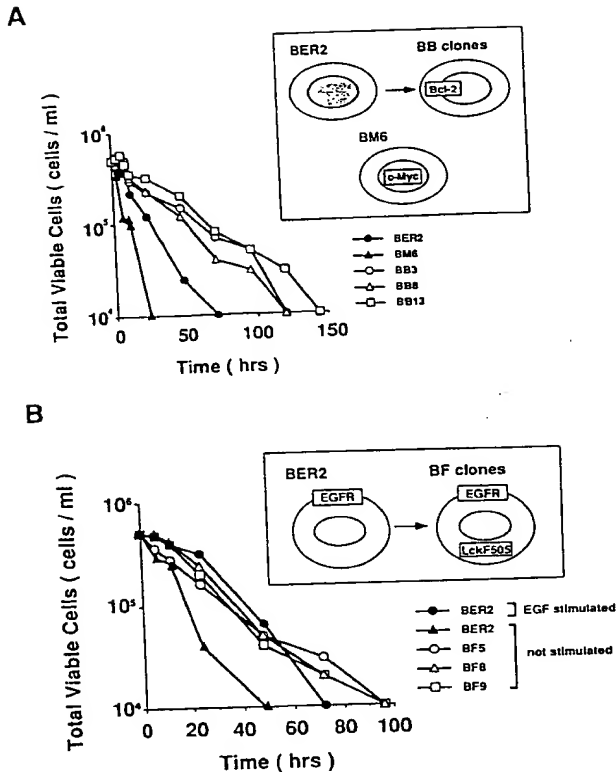 A
BER2
BB clones
Bcl-2
BM6
c-Myc
Total Viable Cells ( cells / ml )
10⁶
10⁵
10⁴
0 50 100 150
Time ( hrs )
BER2
BM6
BB3
BB8
BB13
B
BER2
BF clones
EGFR
EGFR
LckF505
Total Viable Cells ( cells / ml )
10⁶
10⁵
10⁴
0 20 40 60 80 100
Time ( hrs )
BER2 EGF stimulated
BER2
BF5
BF8
BF9
not stimulated